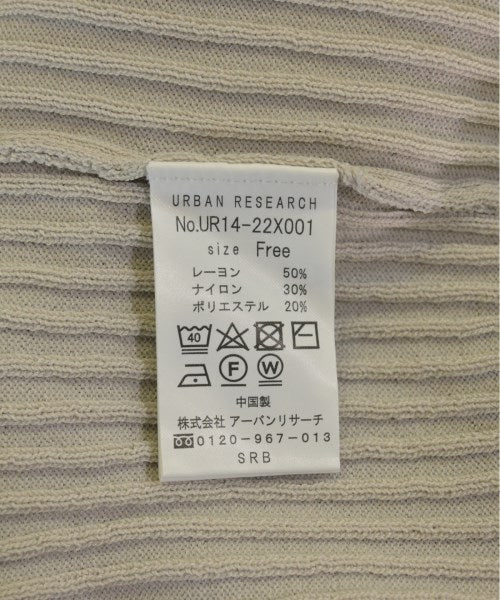 URBAN RESEARCH
No.UR14-22X001
size Free
レーヨン 50%
ナイロン 30%
ポリエステル 20%
40
F W
中国製
株式会社 アーバンリサーチ
0120-967-013
SRB